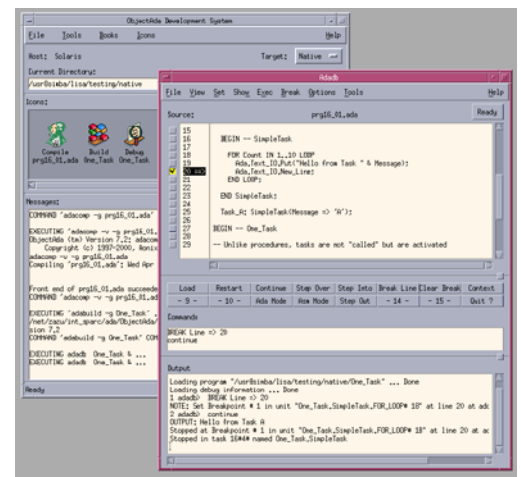 ObjectAda Development System
File Tools Books Icons Help
Host: Solaris Target: Native
Current Directory:
/usr@simba/lisa/testing/native
Icons:
Compile Build Debug
prg16_01.ada One_Task One_Task
Messages:
COMMAND "adacomp -g prg16_01.ada"
EXECUTING "adacomp -v -g prg16_01.
ObjectAda (tm) Version 7.2: adacom
Copyright (c) 1997-2000, Aonix
adacomp -v -g prg16_01.ada
Compiling "prg16_01.ada"; Wed Apr
Front end of prg16_01.ada succeede
COMMAND "adacomp -v -g prg16_01.ad
EXECUTING "adabuild -g One_Task"
/net/zazu/int_sparc/ada/ObjectAda/
sion 7.2
COMMAND "adabuild -g One_Task" COM
EXECUTING adadb One_Task & ...
EXECUTING adadb One_Task & ...
Ready
Adadb
File View Set Show Exec Break Options Tools Help
Source: prg16_01.ada Ready
15
16 BEGIN -- SimpleTask
17
18 FOR Count IN 1..10 LOOP
19 Ada.Text_IO.Put("Hello from Task " & Message);
20 ==> Ada.Text_IO.New_Line;
21 END LOOP;
22
23 END SimpleTask;
24
25 Task_A: SimpleTask(Message => 'A');
26
27 BEGIN -- One_Task
28
29 -- Unlike procedures, tasks are not "called" but are activated
Load Restart Continue Step Over Step Into Break Line Clear Break Context
- 9 - - 10 - Ada Mode Asm Mode Step Out - 14 - - 15 - Quit ?
Commands
BREAK Line => 20
continue
Output
Loading program "/usr@simba/lisa/testing/native/One_Task" ... Done
Loading debug information ... Done
1 adadb> BREAK Line => 20
NOTE: Set Breakpoint # 1 in unit "One_Task.SimpleTask.FOR_LOOP# 18" at line 20 at adc
2 adadb> continue
OUTPUT: Hello from Task A
Stopped at Breakpoint # 1 in unit "One_Task.SimpleTask.FOR_LOOP# 18" at line 20 at ac
Stopped in task 16#4# named One_Task.SimpleTask